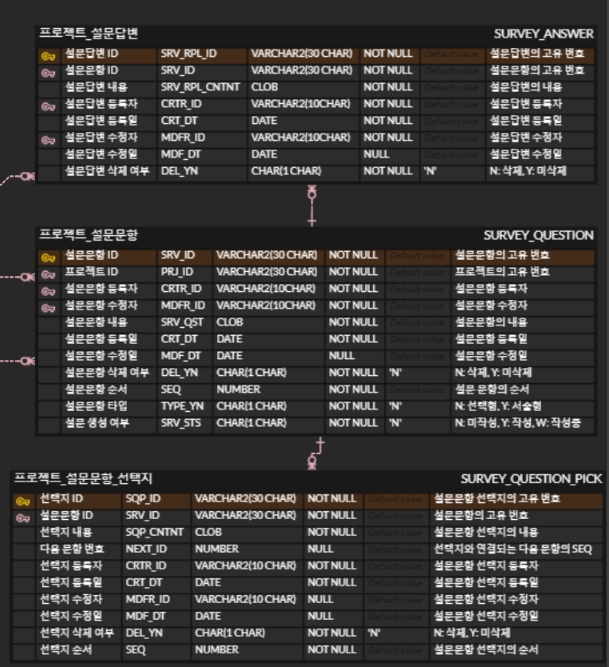 프로젝트_설문답변 SURVEY_ANSWER
설문답변 ID SRV_RPL_ID VARCHAR2(30 CHAR) NOT NULL Default value 설문답변의 고유 번호
설문문항 ID SRV_ID VARCHAR2(30 CHAR) NOT NULL Default value 설문문항의 고유 번호
설문답변 내용 SRV_RPL_CNTNT CLOB NOT NULL Default value 설문답변의 내용
설문답변 등록자 CRTR_ID VARCHAR2(10CHAR) NOT NULL Default value 설문답변 등록자
설문답변 등록일 CRT_DT DATE NOT NULL Default value 설문답변 등록일
설문답변 수정자 MDFR_ID VARCHAR2(10CHAR) NOT NULL Default value 설문답변 수정자
설문답변 수정일 MDF_DT DATE NULL Default value 설문답변 수정일
설문답변 삭제 여부 DEL_YN CHAR(1 CHAR) NOT NULL 'N' N: 삭제, Y: 미삭제
프로젝트_설문문항 SURVEY_QUESTION
설문문항 ID SRV_ID VARCHAR2(30 CHAR) NOT NULL Default value 설문문항의 고유 번호
프로젝트 ID PRJ_ID VARCHAR2(30 CHAR) NOT NULL Default value 프로젝트의 고유 번호
설문문항 등록자 CRTR_ID VARCHAR2(10CHAR) NOT NULL Default value 설문문항 등록자
설문문항 수정자 MDFR_ID VARCHAR2(10CHAR) NOT NULL Default value 설문문항 수정자
설문문항 내용 SRV_QST CLOB NOT NULL Default value 설문문항의 내용
설문문항 등록일 CRT_DT DATE NOT NULL Default value 설문문항 등록일
설문문항 수정일 MDF_DT DATE NULL Default value 설문문항 수정일
설문문항 삭제 여부 DEL_YN CHAR(1 CHAR) NOT NULL 'N' N: 삭제, Y: 미삭제
설문문항 순서 SEQ NUMBER NOT NULL Default value 설문 문항의 순서
설문문항 타입 TYPE_YN CHAR(1 CHAR) NOT NULL 'N' N: 선택형, Y: 서술형
설문 생성 여부 SRV_STS CHAR(1 CHAR) NOT NULL 'N' N: 미작성, Y: 작성, W: 작성중
프로젝트_설문문항_선택지 SURVEY_QUESTION_PICK
선택지 ID SQP_ID VARCHAR2(30 CHAR) NOT NULL Default value 설문문항 선택지의 고유 번호
설문문항 ID SRV_ID VARCHAR2(30 CHAR) NOT NULL Default value 설문문항의 고유 번호
선택지 내용 SQP_CNTNT CLOB NOT NULL Default value 설문문항 선택지의 내용
다음 문항 번호 NEXT_ID NUMBER NULL Default value 선택지와 연결되는 다음 문항의 SEQ
선택지 등록자 CRTR_ID VARCHAR2(10 CHAR) NOT NULL Default value 설문문항 선택지 등록자
선택지 등록일 CRT_DT DATE NOT NULL Default value 설문문항 선택지 등록일
선택지 수정자 MDFR_ID VARCHAR2(10 CHAR) NULL Default value 설문문항 선택지 수정자
선택지 수정일 MDF_DT DATE NULL Default value 설문문항 선택지 수정일
선택지 삭제 여부 DEL_YN CHAR(1 CHAR) NOT NULL 'N' N: 삭제, Y: 미삭제
선택지 순서 SEQ NUMBER NOT NULL Default value 설문문항 선택지의 순서